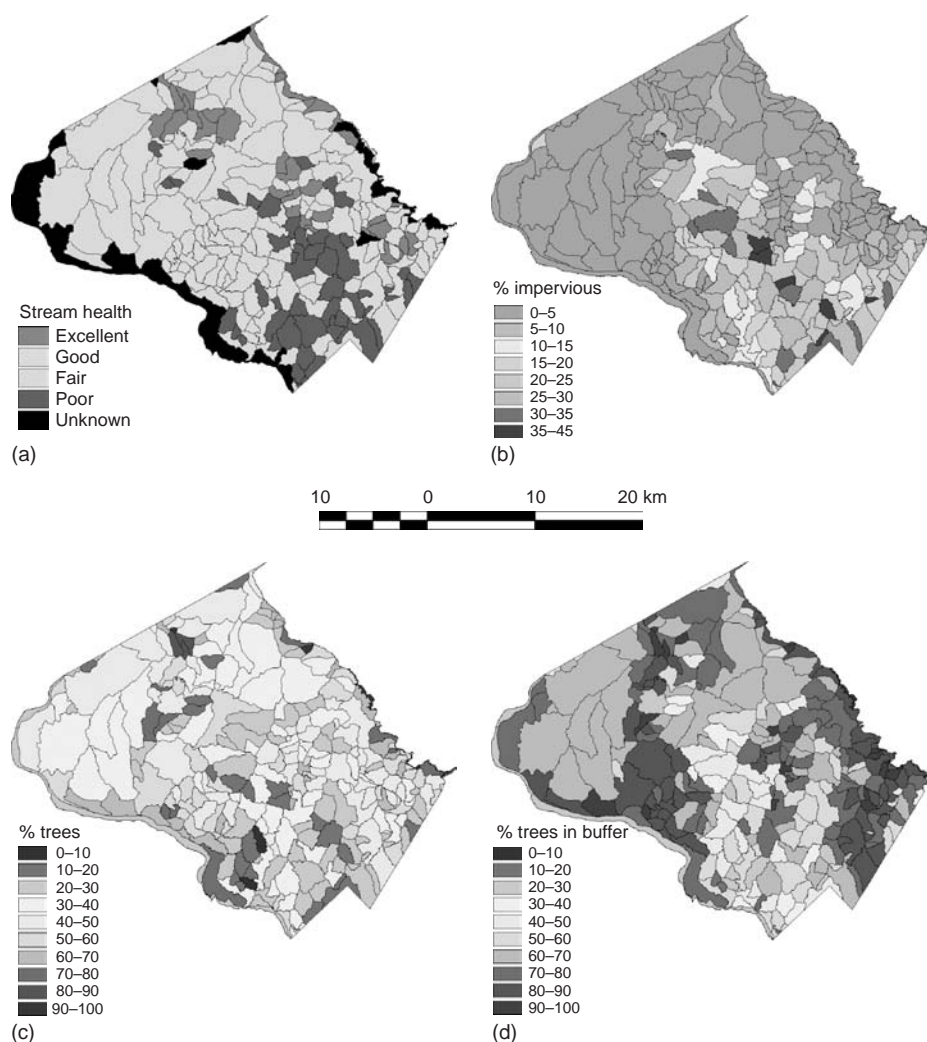 Stream health
Excellent
Good
Fair
Poor
Unknown
(a)
% impervious
0–5
5–10
10–15
15–20
20–25
25–30
30–35
35–45
(b)
10 0 10 20 km
% trees
0–10
10–20
20–30
30–40
40–50
50–60
60–70
70–80
80–90
90–100
(c)
% trees in buffer
0–10
10–20
20–30
30–40
40–50
50–60
60–70
70–80
80–90
90–100
(d)